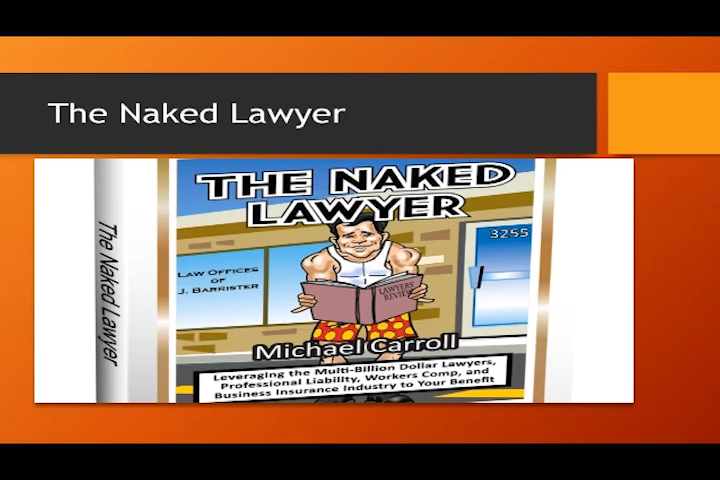 The Naked Lawyer
The Naked Lawyer
THE NAKED
LAWYER
3255
LAW OFFICES
OF
J. BARRISTER
LAWYERS
REVIEW
Michael Carroll
Leveraging the Multi-Billion Dollar Lawyers,
Professional Liability, Workers Comp, and
Business Insurance Industry to Your Benefit